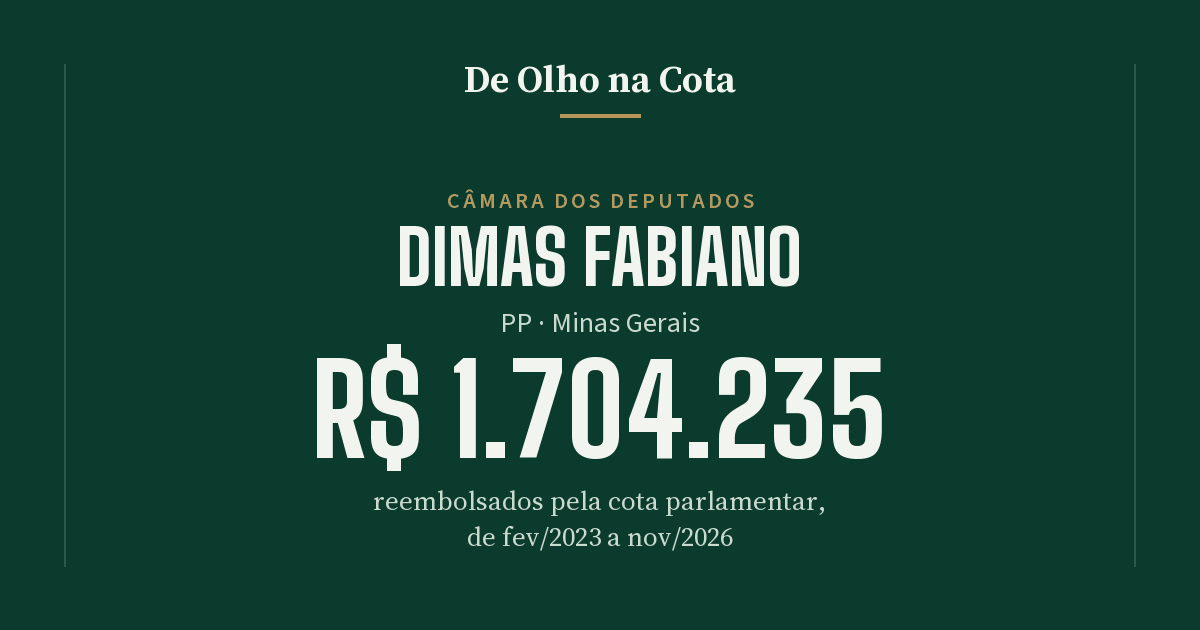 De Olho na Cota
CÂMARA DOS DEPUTADOS
DIMAS FABIANO
PP · Minas Gerais
R$ 1.704.235
reembolsados pela cota parlamentar,
de fev/2023 a nov/2026